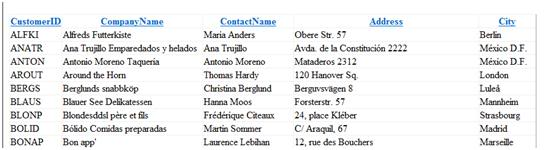 CustomerID CompanyName ContactName Address City
ALFKI Alfreds Futterkiste Maria Anders Obere Str. 57 Berlin
ANATR Ana Trujillo Emparedados y helados Ana Trujillo Avda. de la Constitución 2222 México D.F.
ANTON Antonio Moreno Taquería Antonio Moreno Mataderos 2312 México D.F.
AROUT Around the Horn Thomas Hardy 120 Hanover Sq. London
BERGS Berglunds snabbköp Christina Berglund Berguvsvägen 8 Luleå
BLAUS Blauer See Delikatessen Hanna Moos Forsterstr. 57 Mannheim
BLONP Blondesddsl père et fils Frédérique Citeaux 24, place Kléber Strasbourg
BOLID Bólido Comidas preparadas Martín Sommer C/ Araquil, 67 Madrid
BONAP Bon app' Laurence Lebihan 12, rue des Bouchers Marseille